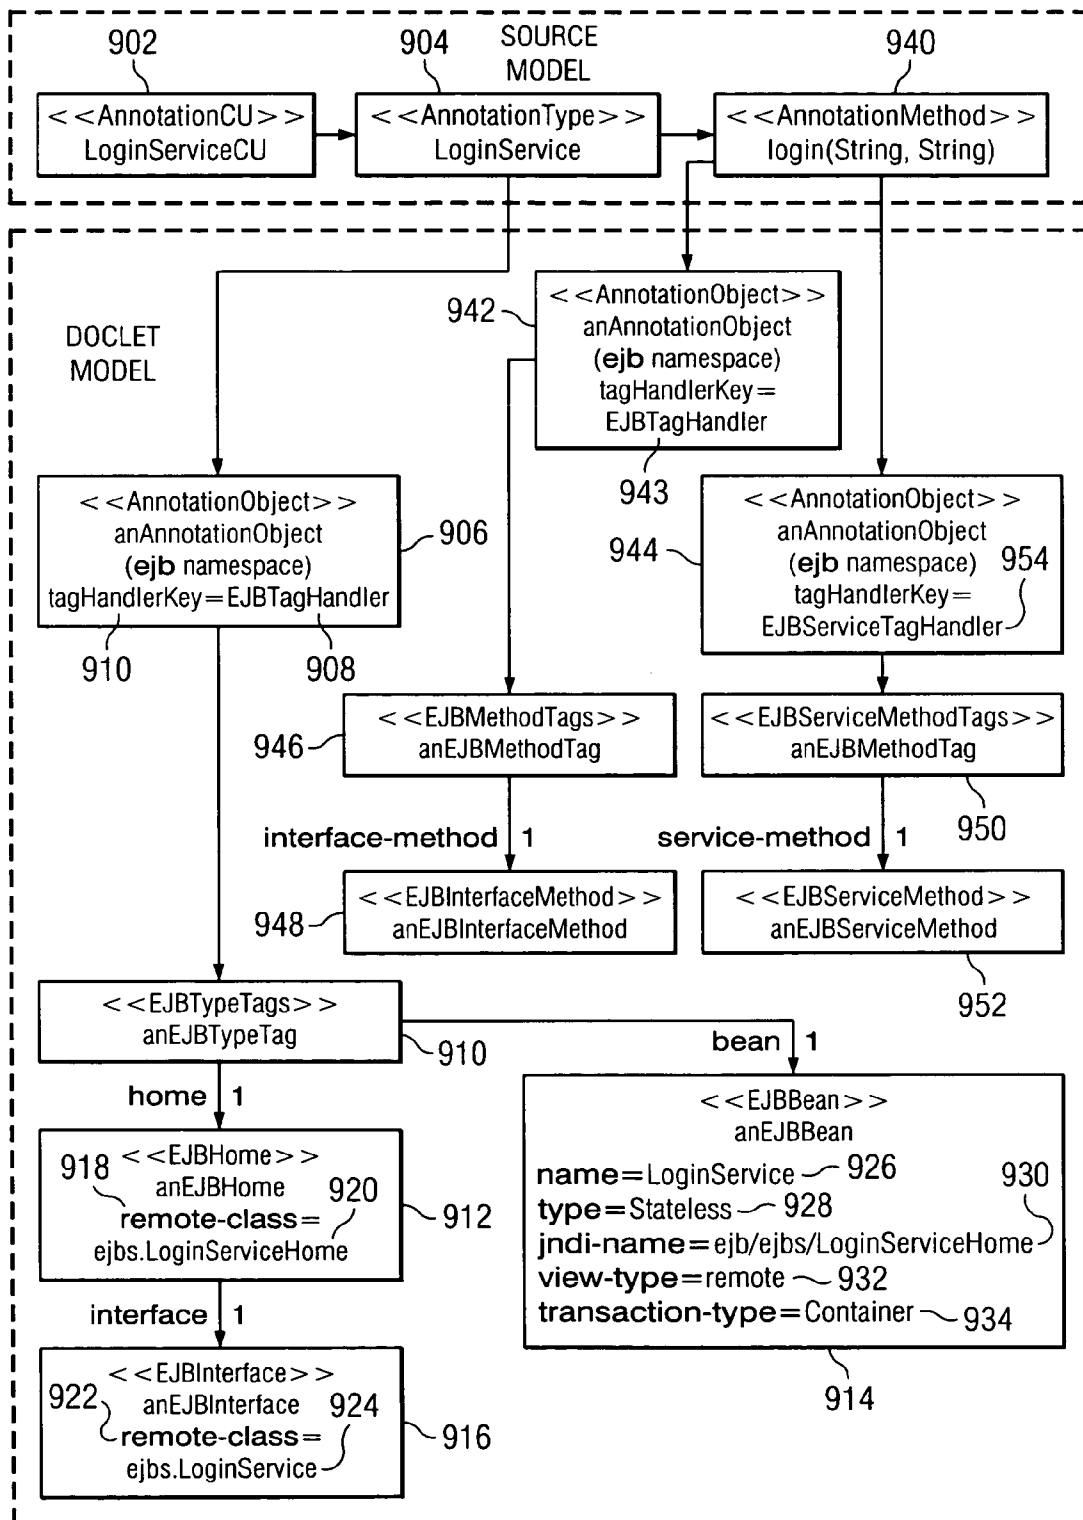 902
904
SOURCE
MODEL
940
<<AnnotationCU>>
LoginServiceCU
<<AnnotationType>>
LoginService
<<AnnotationMethod>>
login(String, String)
DOCLET
MODEL
942
<<AnnotationObject>>
anAnnotationObject
(ejb namespace)
tagHandlerKey=
EJBTagHandler
943
<<AnnotationObject>>
anAnnotationObject
(ejb namespace)
tagHandlerKey=EJBTagHandler
906
910
908
944
<<AnnotationObject>>
anAnnotationObject
(ejb namespace)
tagHandlerKey=
EJBServiceTagHandler
954
946
<<EJBMethodTags>>
anEJBMethodTag
<<EJBServiceMethodTags>>
anEJBMethodTag
950
interface-method 1
service-method 1
948
<<EJBInterfaceMethod>>
anEJBInterfaceMethod
<<EJBServiceMethod>>
anEJBServiceMethod
952
<<EJBTypeTags>>
anEJBTypeTag
910
bean 1
home 1
<<EJBHome>>
918
anEJBHome
920
remote-class=
ejbs.LoginServiceHome
912
interface 1
<<EJBInterface>>
922
anEJBInterface
924
remote-class=
ejbs.LoginService
916
<<EJBBean>>
anEJBBean
name=LoginService 926
930
type=Stateless 928
jndi-name=ejb/ejbs/LoginServiceHome
view-type=remote 932
transaction-type=Container 934
914